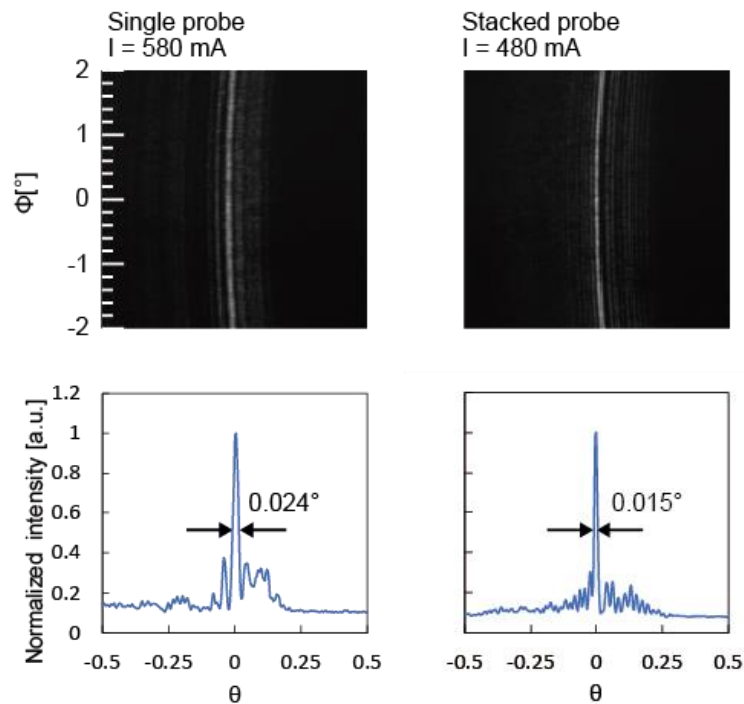 Single probe
I = 580 mA
Stacked probe
I = 480 mA
Φ[°]
2
1
0
-1
-2
Normalized intensity [a.u.]
1.2
1
0.8
0.6
0.4
0.2
0
0.024°
0.015°
-0.5 -0.25 0 0.25 0.5
-0.5 -0.25 0 0.25 0.5
θ
θ